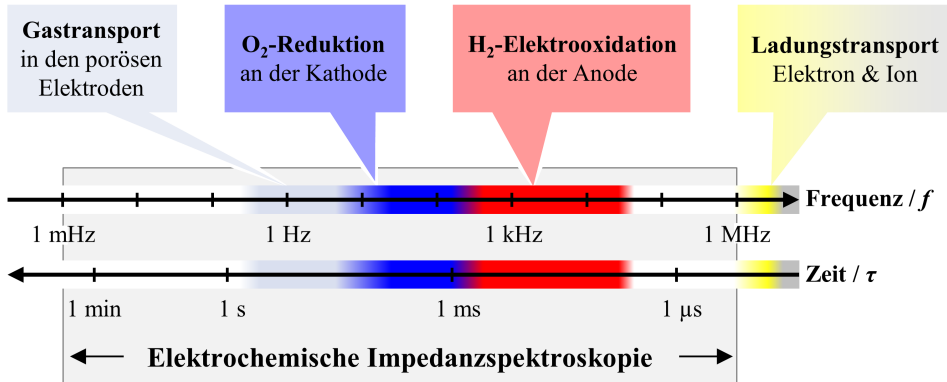 Gastransport
in den porösen
Elektroden
O₂-Reduktion
an der Kathode
H₂-Elektrooxidation
an der Anode
Ladungstransport
Elektron & Ion
Frequenz / f
1 mHz
1 Hz
1 kHz
1 MHz
Zeit / τ
1 min
1 s
1 ms
1 µs
Elektrochemische Impedanzspektroskopie